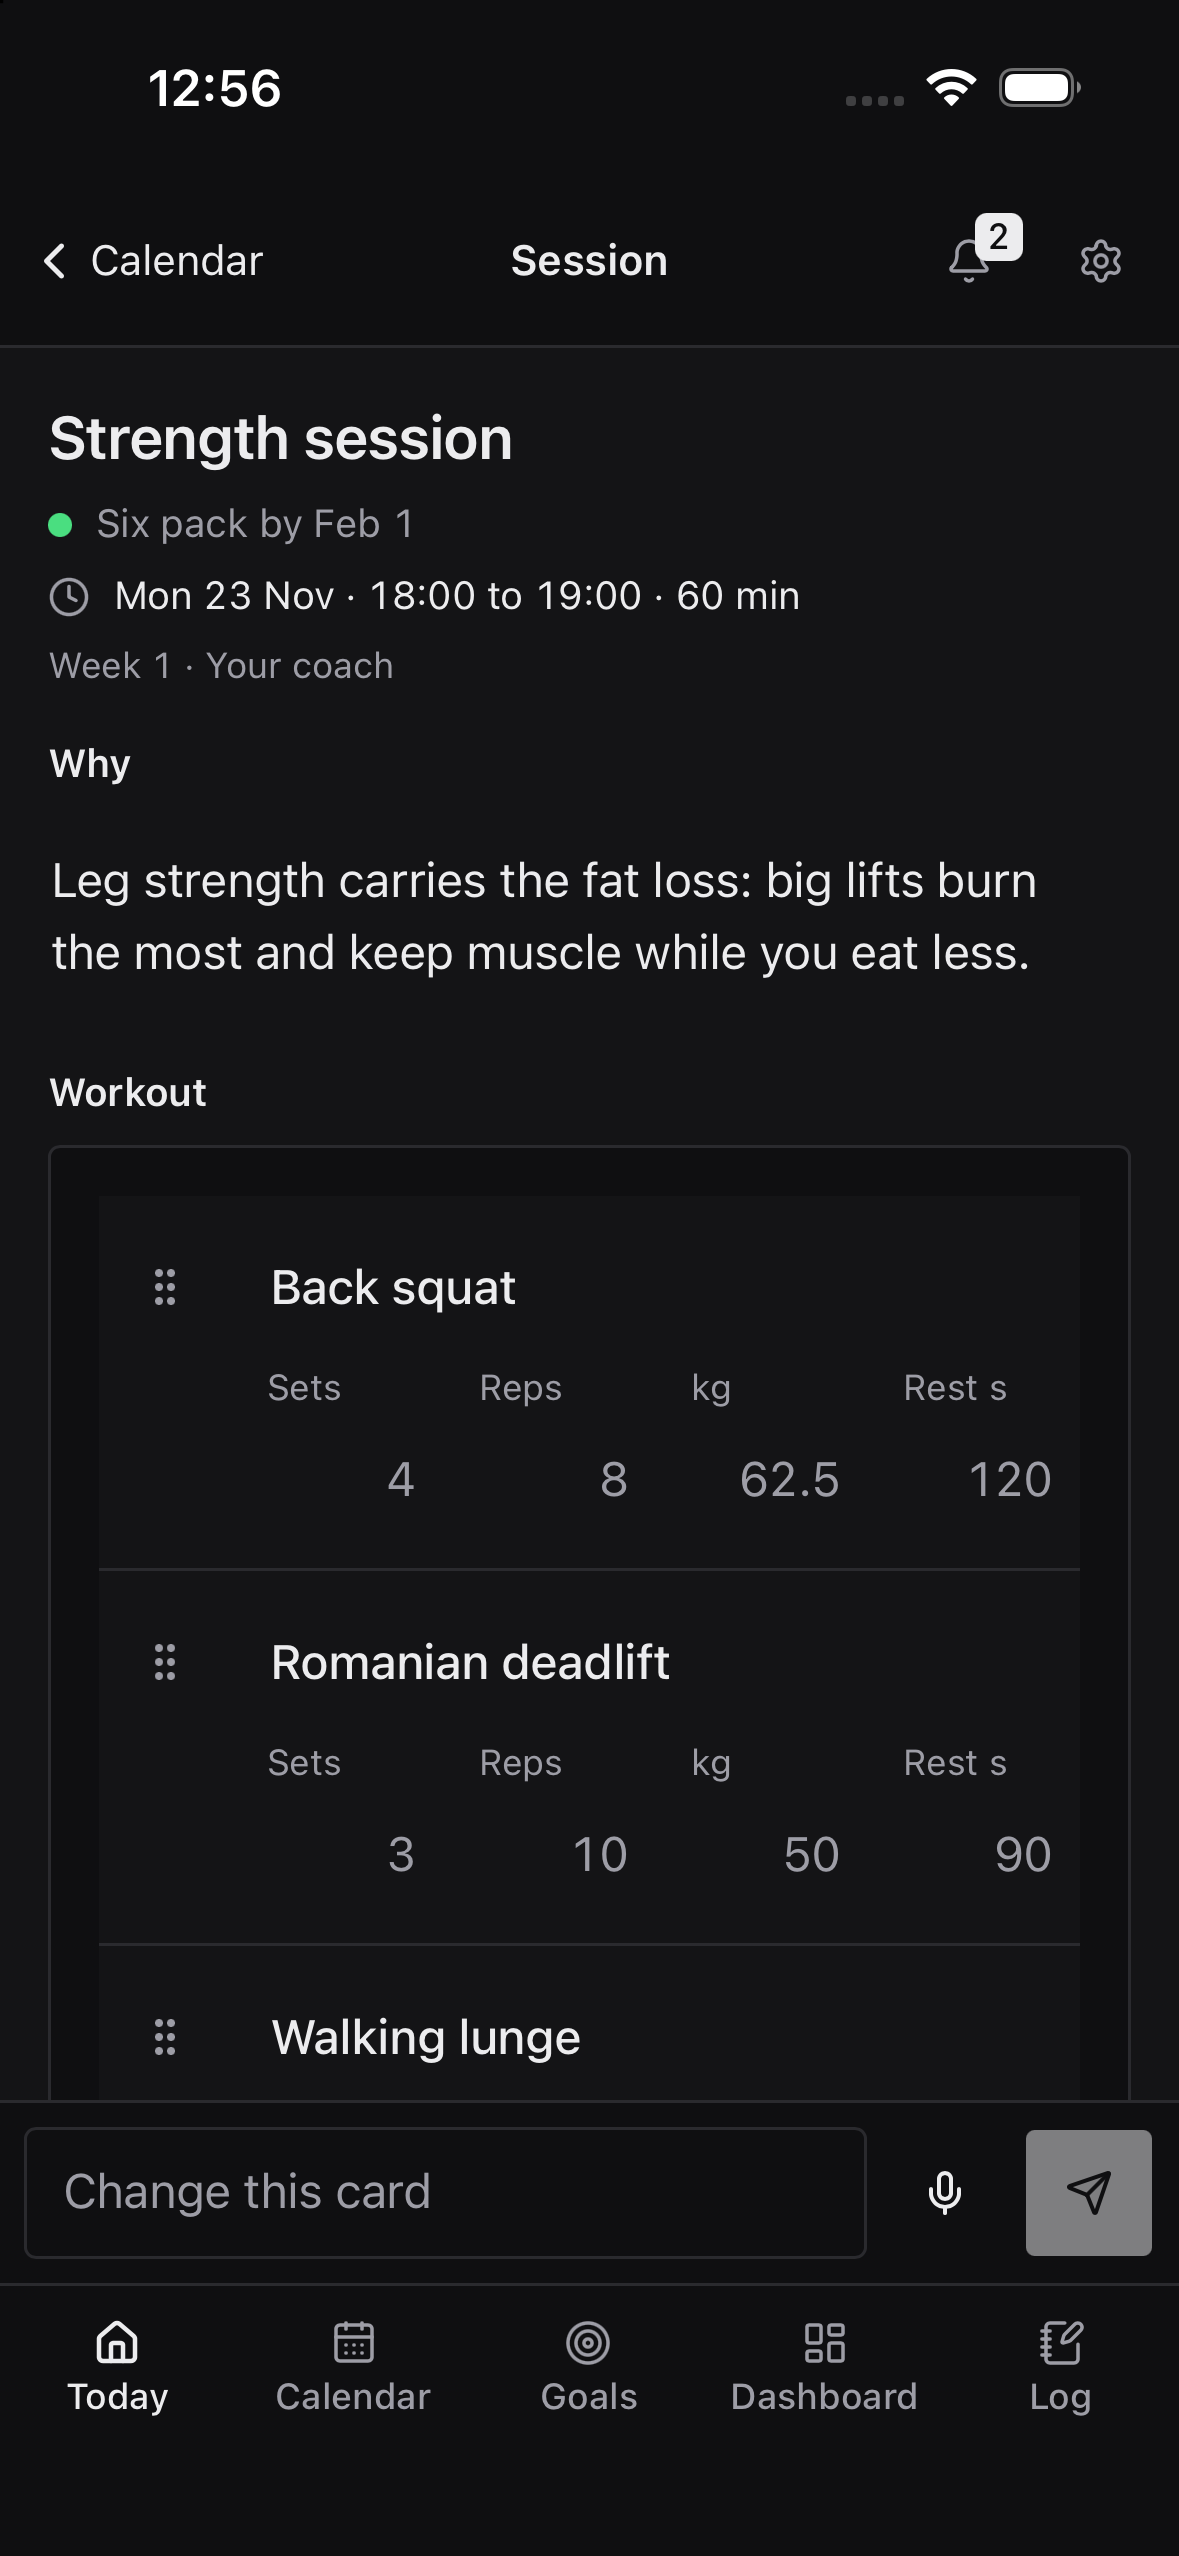 12:56
Calendar
Session
2
Strength session
Six pack by Feb 1
Mon 23 Nov · 18:00 to 19:00 · 60 min
Week 1 · Your coach
Why
Leg strength carries the fat loss: big lifts burn
the most and keep muscle while you eat less.
Workout
Back squat
Sets Reps kg Rest s
4 8 62.5 120
Romanian deadlift
Sets Reps kg Rest s
3 10 50 90
Walking lunge
Change this card
Today Calendar Goals Dashboard Log